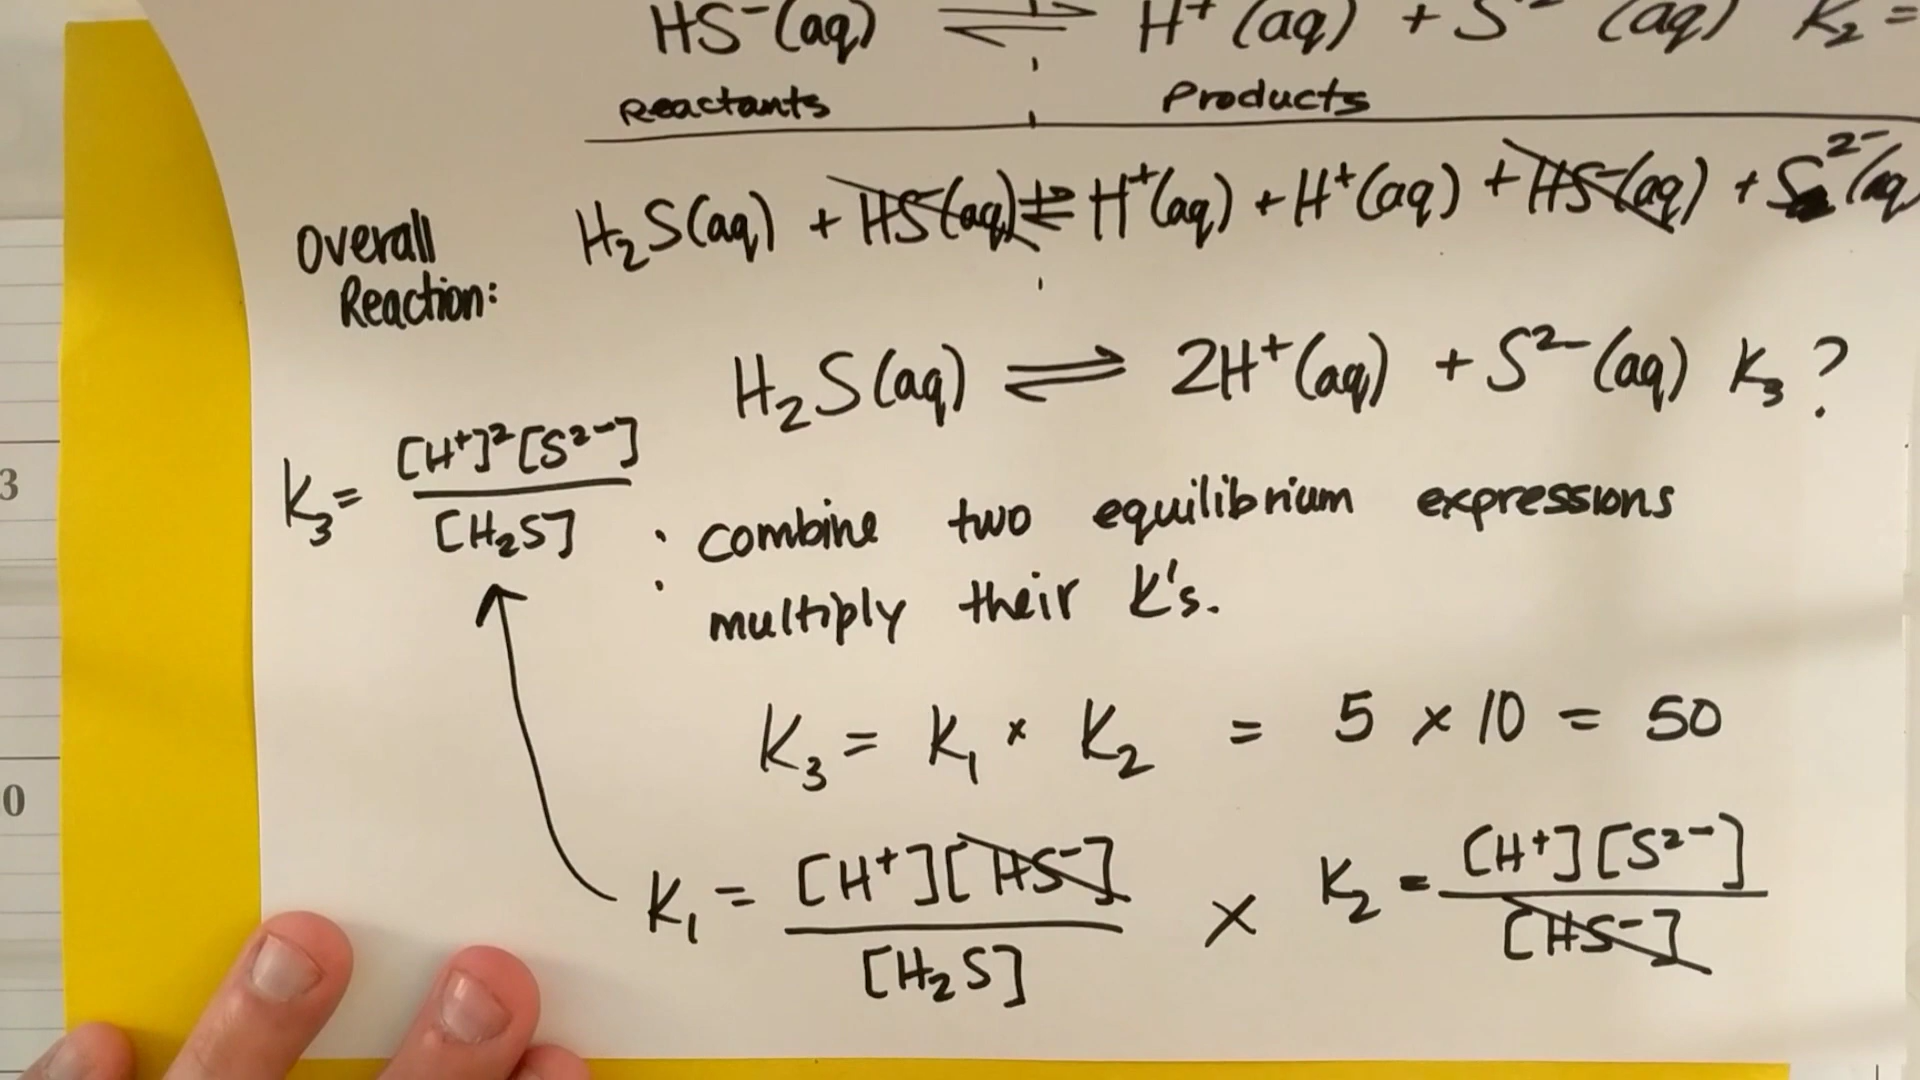 HS⁻(aq) ⇌ H⁺(aq) + S²⁻(aq) K₂ =
Reactants Products
Overall Reaction:
H₂S(aq) + HS⁻(aq) ⇌ H⁺(aq) + H⁺(aq) + HS⁻(aq) + S²⁻(aq
H₂S(aq) ⇌ 2H⁺(aq) + S²⁻(aq) K₃?
K₃ = [H⁺]²[S²⁻] / [H₂S]
: combine two equilibrium expressions
: multiply their K's.
K₃ = K₁ × K₂ = 5 × 10 = 50
K₁ = [H⁺][HS⁻] / [H₂S] × K₂ = [H⁺][S²⁻] / [HS⁻]
3
0